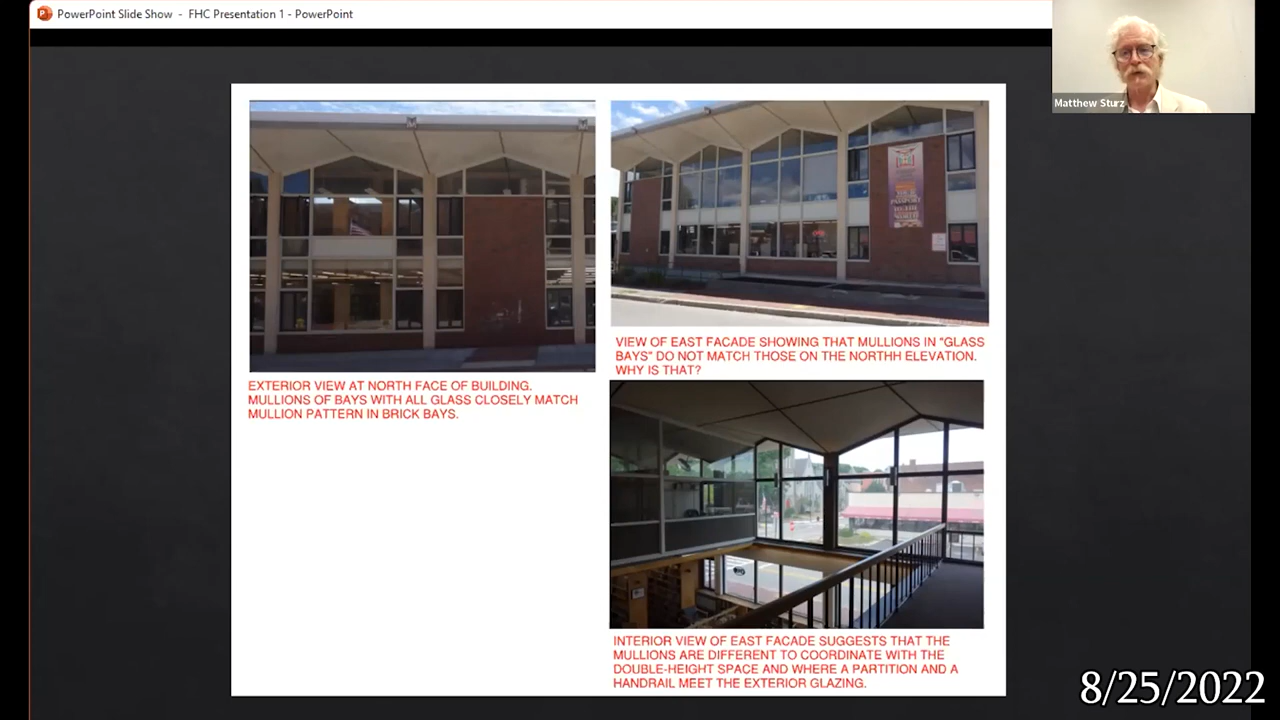 PowerPoint Slide Show - FHC Presentation 1 - PowerPoint
Matthew Sturz
EXTERIOR VIEW AT NORTH FACE OF BUILDING.
MULLIONS OF BAYS WITH ALL GLASS CLOSELY MATCH
MULLION PATTERN IN BRICK BAYS.
VIEW OF EAST FACADE SHOWING THAT MULLIONS IN "GLASS
BAYS" DO NOT MATCH THOSE ON THE NORTHH ELEVATION.
WHY IS THAT?
INTERIOR VIEW OF EAST FACADE SUGGESTS THAT THE
MULLIONS ARE DIFFERENT TO COORDINATE WITH THE
DOUBLE-HEIGHT SPACE AND WHERE A PARTITION AND A
HANDRAIL MEET THE EXTERIOR GLAZING.
8/25/2022